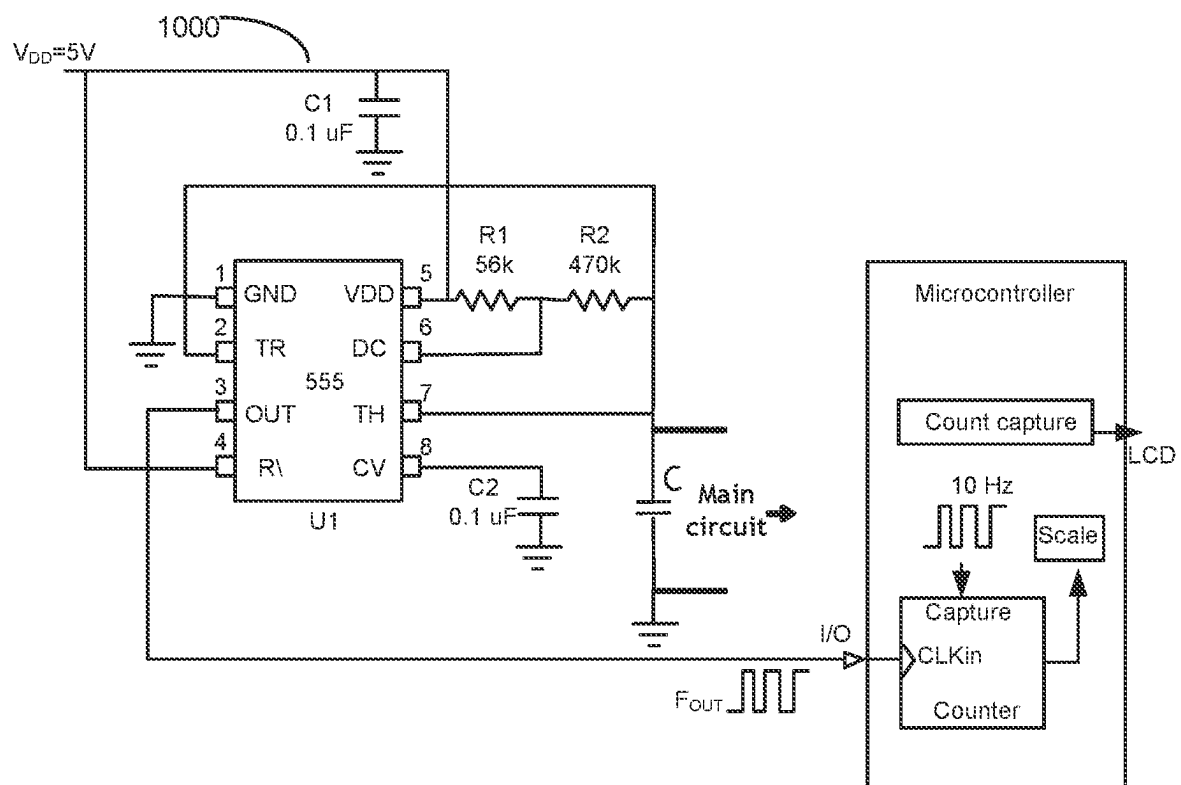 1000
V_DD=5V
C1
0.1 uF
R1
56k
R2
470k
1
GND
2
TR
3
OUT
4
R\
VDD
5
DC
6
TH
7
CV
8
555
U1
C2
0.1 uF
C
Main
circuit
Microcontroller
Count capture
LCD
10 Hz
Scale
Capture
CLKin
Counter
I/O
F_OUT